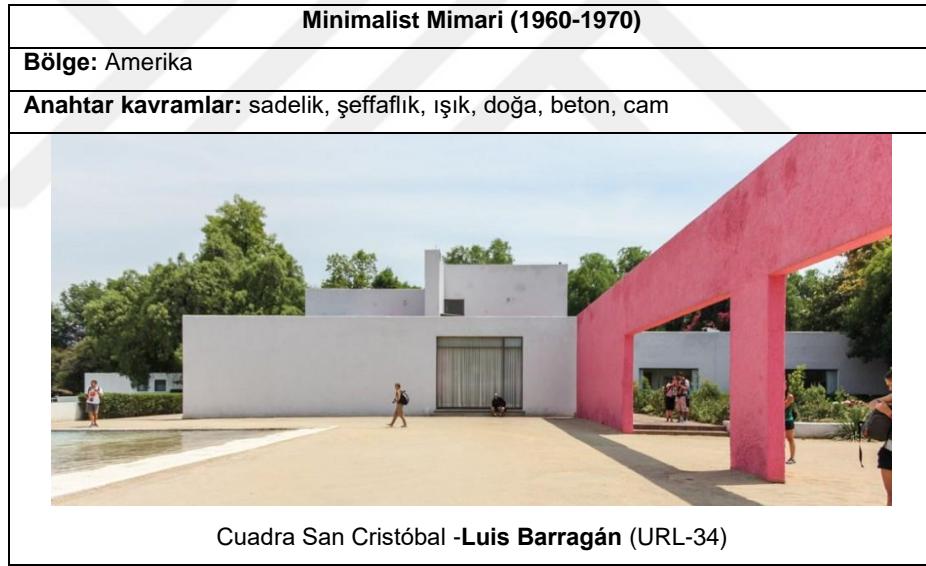 Minimalist Mimari (1960-1970)
Bölge: Amerika
Anahtar kavramlar: sadelik, şeffaflık, ışık, doğa, beton, cam
Cuadra San Cristóbal -Luis Barragán (URL-34)